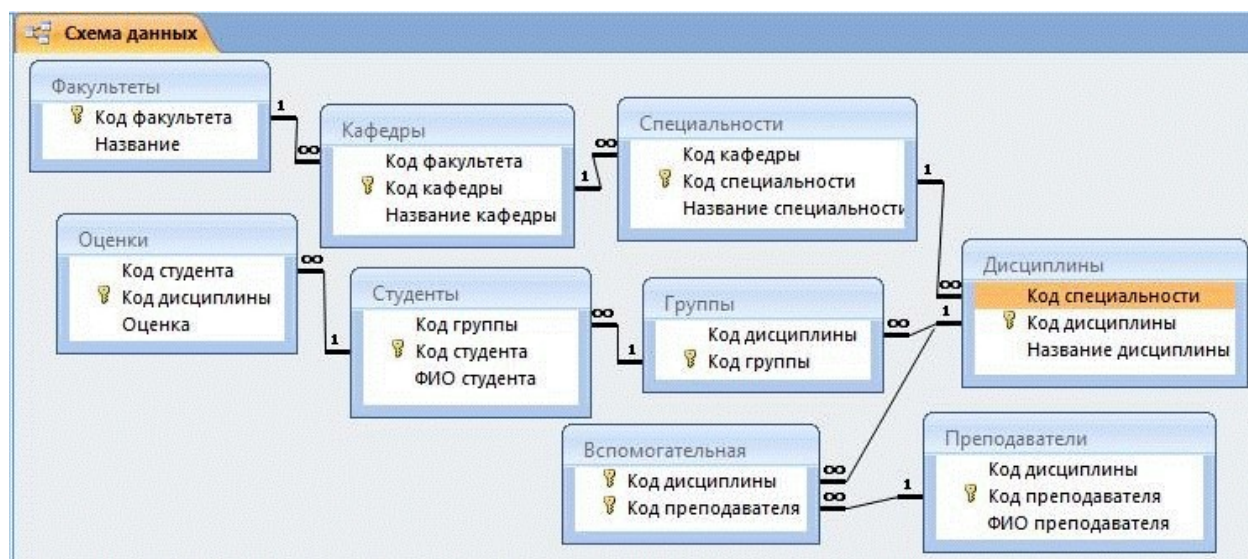 Схема данных
Факультеты
Код факультета
Название
1
∞
Кафедры
Код факультета
Код кафедры
Название кафедры
1
∞
Специальности
Код кафедры
Код специальности
Название специальности
1
∞
Оценки
Код студента
Код дисциплины
Оценка
∞
1
Студенты
Код группы
Код студента
ФИО студента
∞
1
Группы
Код дисциплины
Код группы
∞
1
Дисциплины
Код специальности
Код дисциплины
Название дисциплины
Вспомогательная
Код дисциплины
Код преподавателя
∞
∞
1
Преподаватели
Код дисциплины
Код преподавателя
ФИО преподавателя